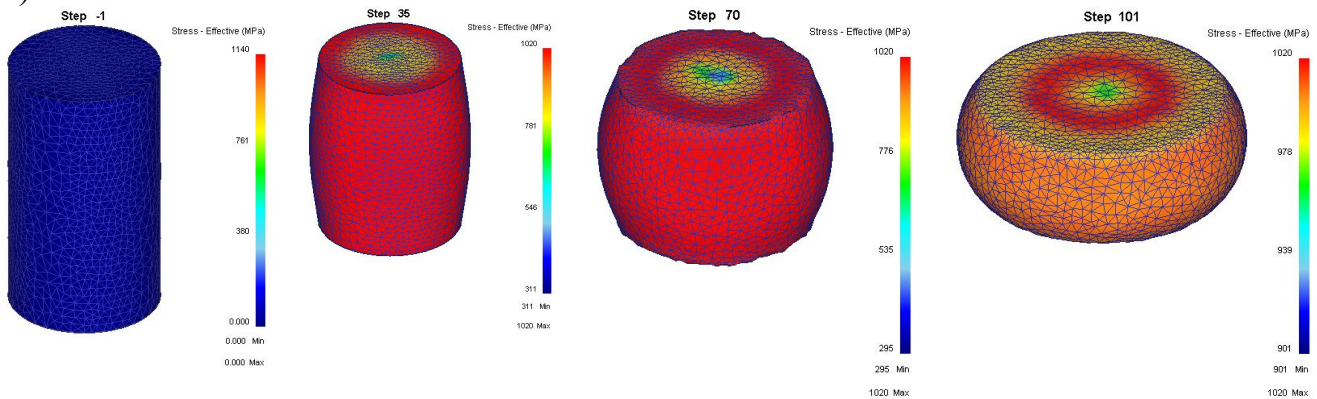 )
Step -1
Stress - Effective (MPa)
1140
761
380
0.000
0.000 Min
0.000 Max
Step 35
Stress - Effective (MPa)
1020
781
546
311
311 Min
1020 Max
Step 70
Stress - Effective (MPa)
1020
776
535
295
295 Min
1020 Max
Step 101
Stress - Effective (MPa)
1020
978
939
901
901 Min
1020 Max